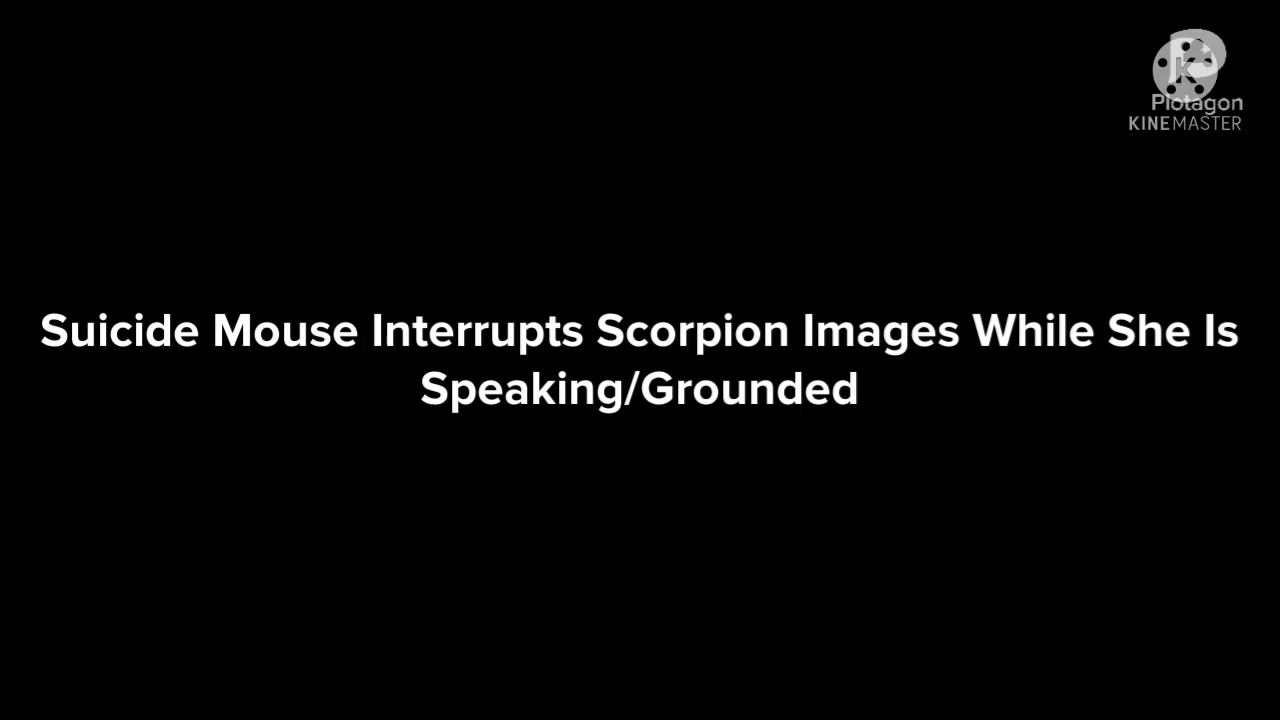 Plotagon
KINEMASTER
Suicide Mouse Interrupts Scorpion Images While She Is
Speaking/Grounded